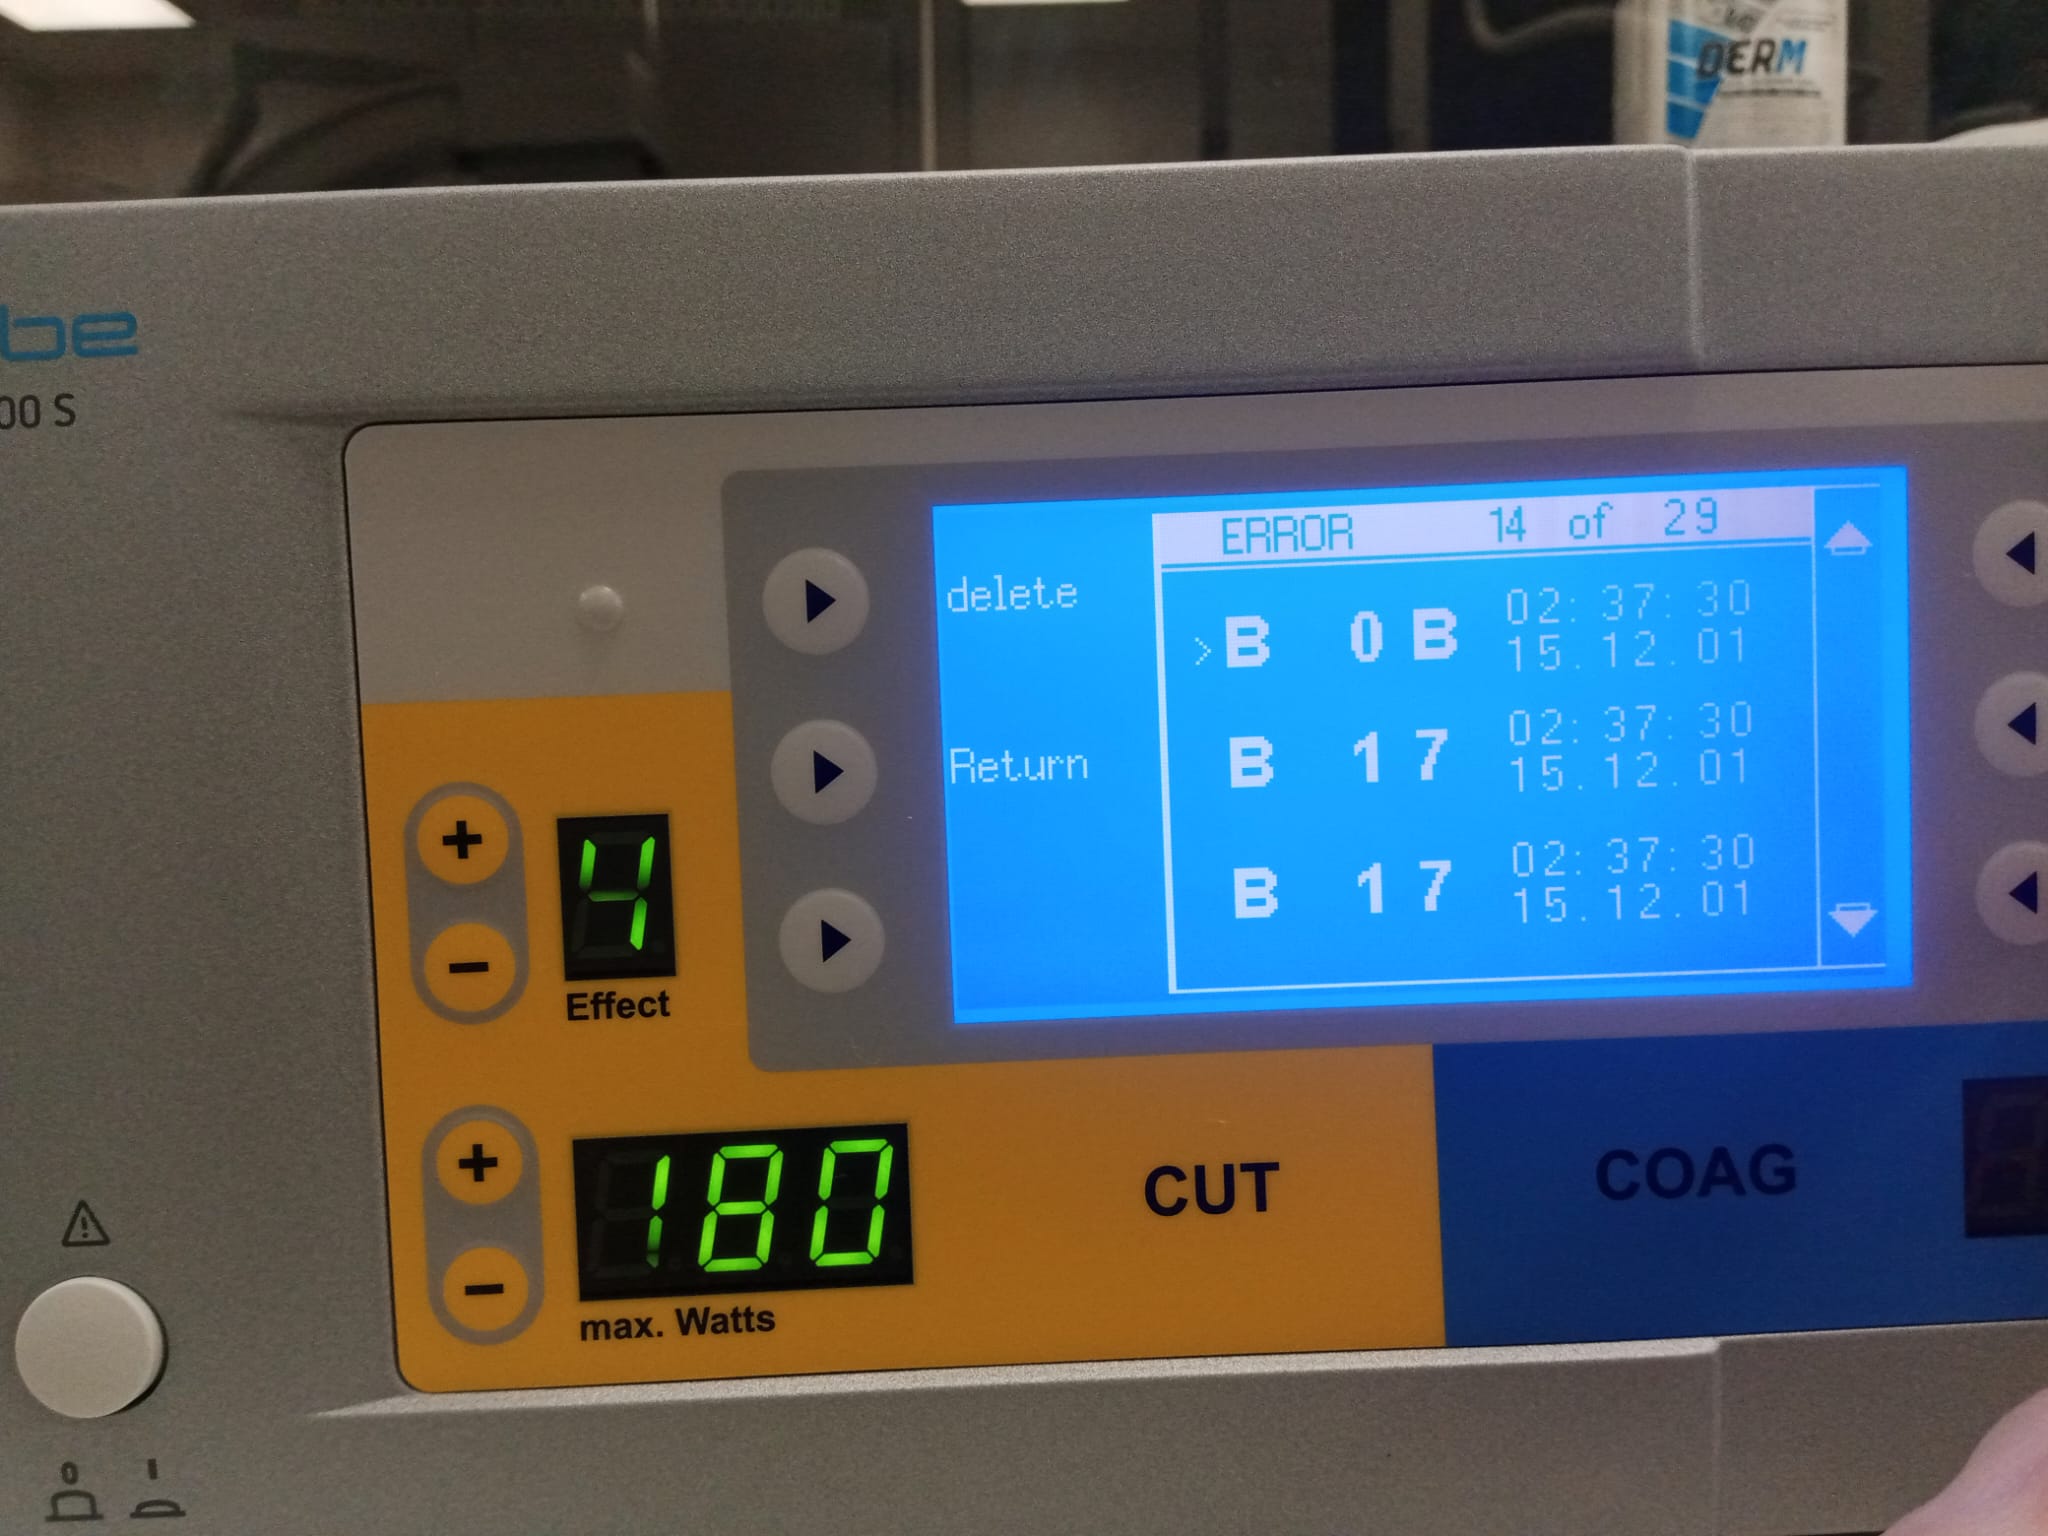 DERM
be
00 S
ERROR 14 of 29
delete
>B 0B 02:37:30
15.12.01
Return
B 17 02:37:30
15.12.01
B 17 02:37:30
15.12.01
+
-
4
Effect
+
-
180
max. Watts
CUT
COAG